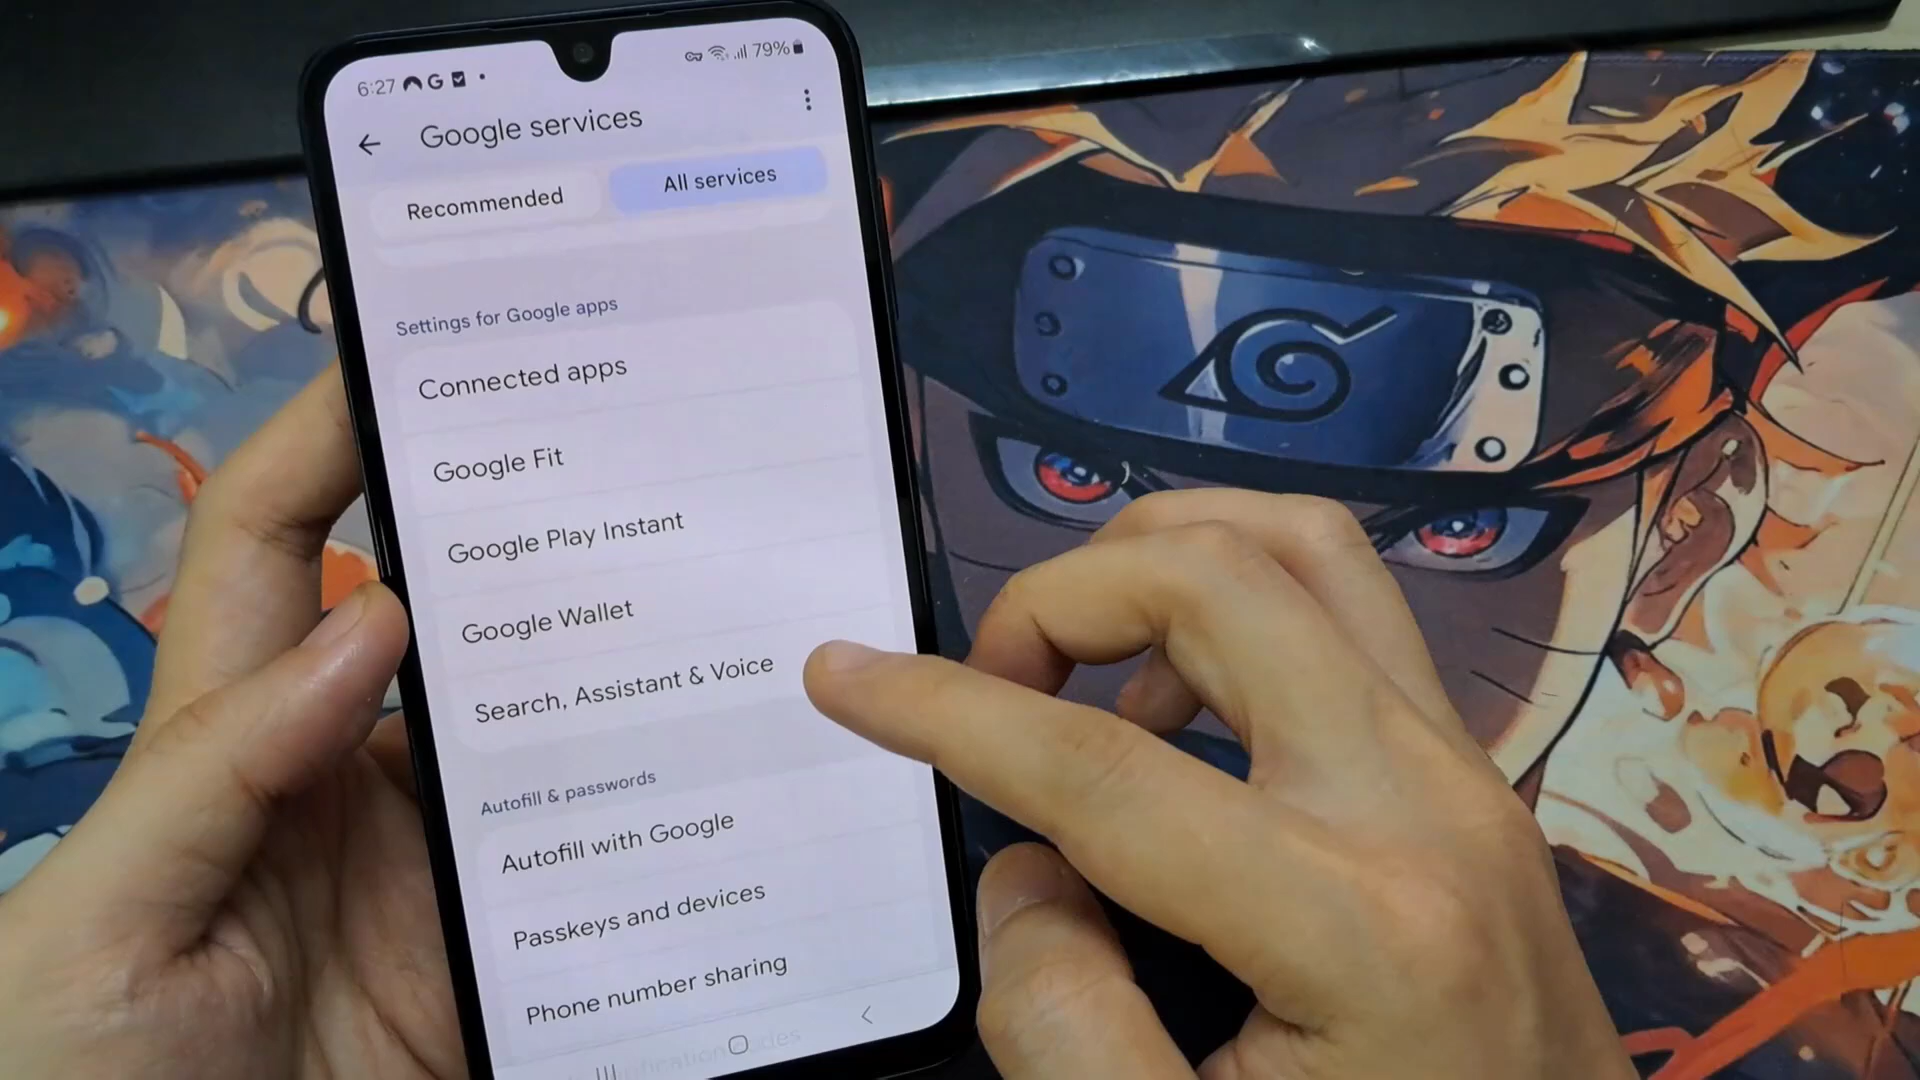 6:27 G 79%
Google services
Recommended
All services
Settings for Google apps
Connected apps
Google Fit
Google Play Instant
Google Wallet
Search, Assistant & Voice
Autofill & passwords
Autofill with Google
Passkeys and devices
Phone number sharing